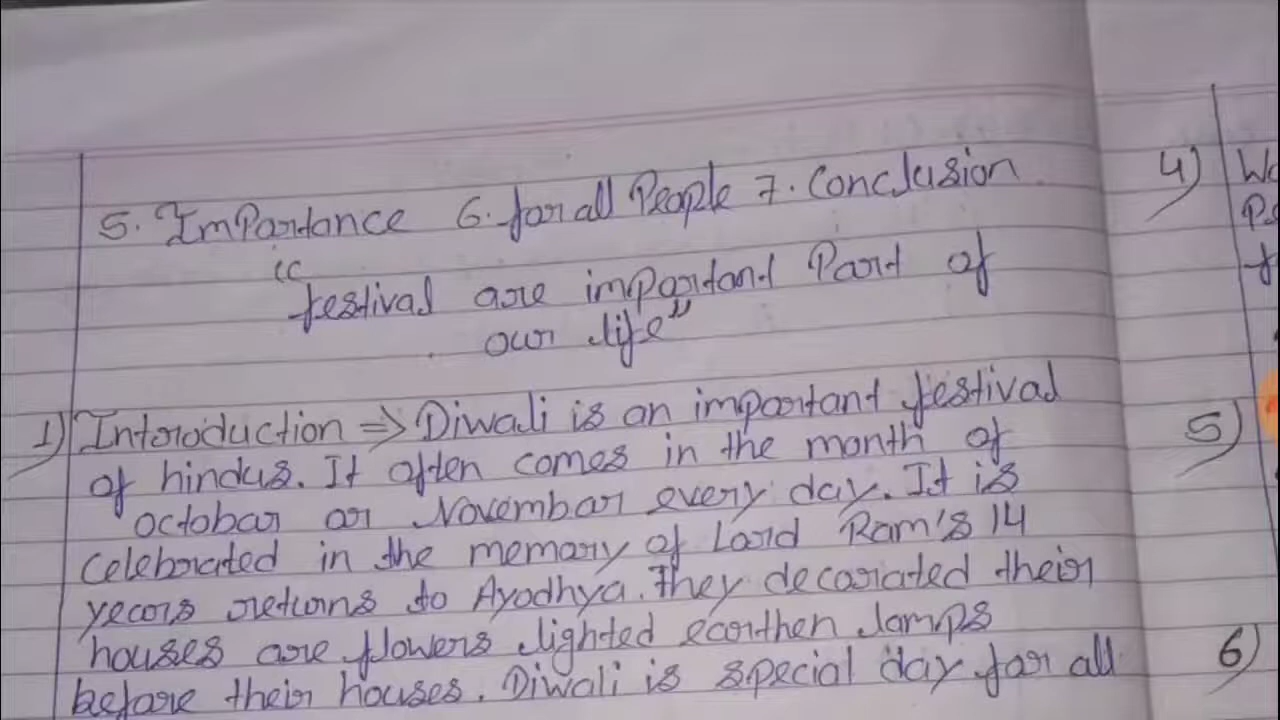 5. Importance 6. for all People 7. Conclusion
“festival are important Part of
our life”
1) Introduction => Diwali is an important festival
of hindus. It often comes in the month of
octobar or Novembar every day. It is
celebrated in the memory of Lord Ram's 14
years returns to Ayodhya. They decorated their
houses are flowers lighted earthen lamps
before their houses. Diwali is special day for all
4)
5)
6)